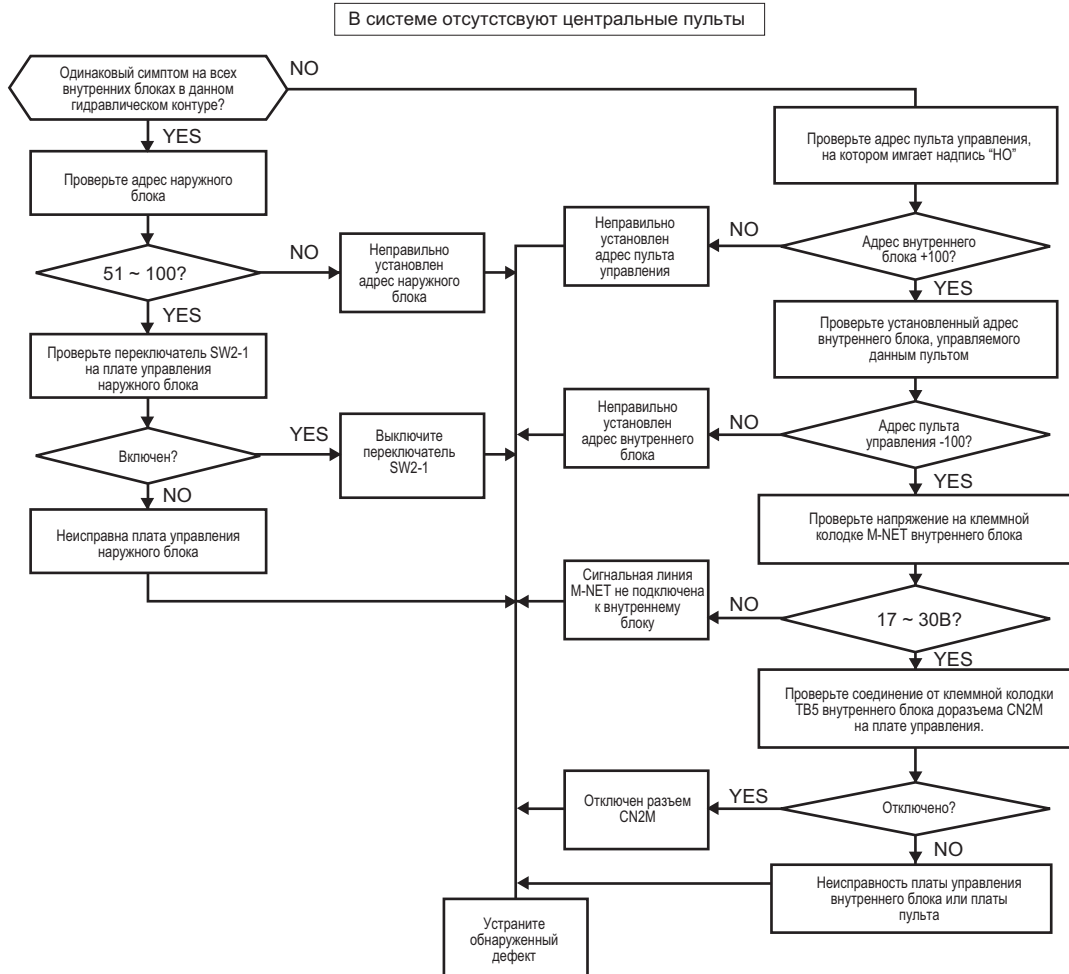 В системе отсутстсвуют центральные пульты
Одинаковый симптом на всех
внутренних блоках в данном
гидравлическом контуре?
NO
YES
Проверьте адрес наружного
блока
51 ~ 100?
NO
Неправильно
установлен
адрес наружного
блока
YES
Проверьте переключатель SW2-1
на плате управления
наружного блока
Включен?
YES
Выключите
переключатель
SW2-1
NO
Неисправна плата управления
наружного блока
Проверьте адрес пульта управления,
на котором имгает надпись “HO”
Адрес внутреннего
блока +100?
NO
Неправильно
установлен
адрес пульта
управления
YES
Проверьте установленный адрес
внутреннего блока, управляемого
данным пультом
Адрес пульта
управления -100?
NO
Неправильно
установлен
адрес внутреннего
блока
YES
Проверьте напряжение на клеммной
колодке M-NET внутреннего блока
17 ~ 30В?
NO
Сигнальная линия
M-NET не подключена
к внутреннему
блоку
YES
Проверьте соединение от клеммной колодки
TB5 внутреннего блока доразъема CN2M
на плате управления.
Отключено?
YES
Отключен разъем
CN2M
NO
Неисправность платы управления
внутреннего блока или платы
пульта
Устраните
обнаруженный
дефект